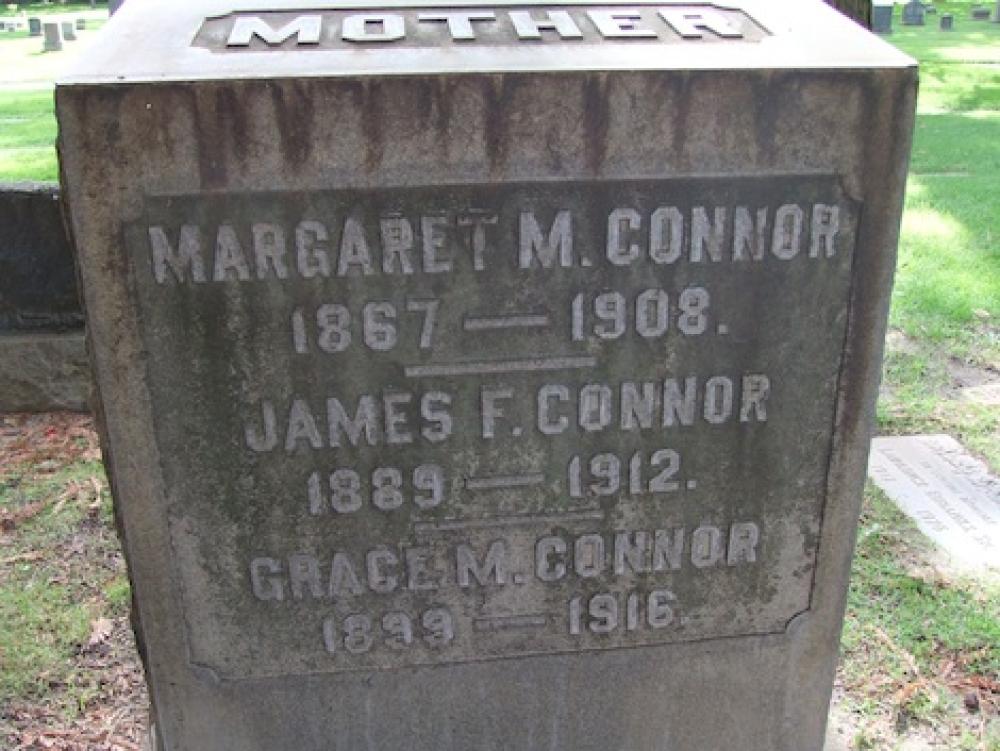 MOTHER
MARGARET M. CONNOR
1867 — 1908.
JAMES F. CONNOR
1889 — 1912.
GRACE M. CONNOR
1899 — 1916.